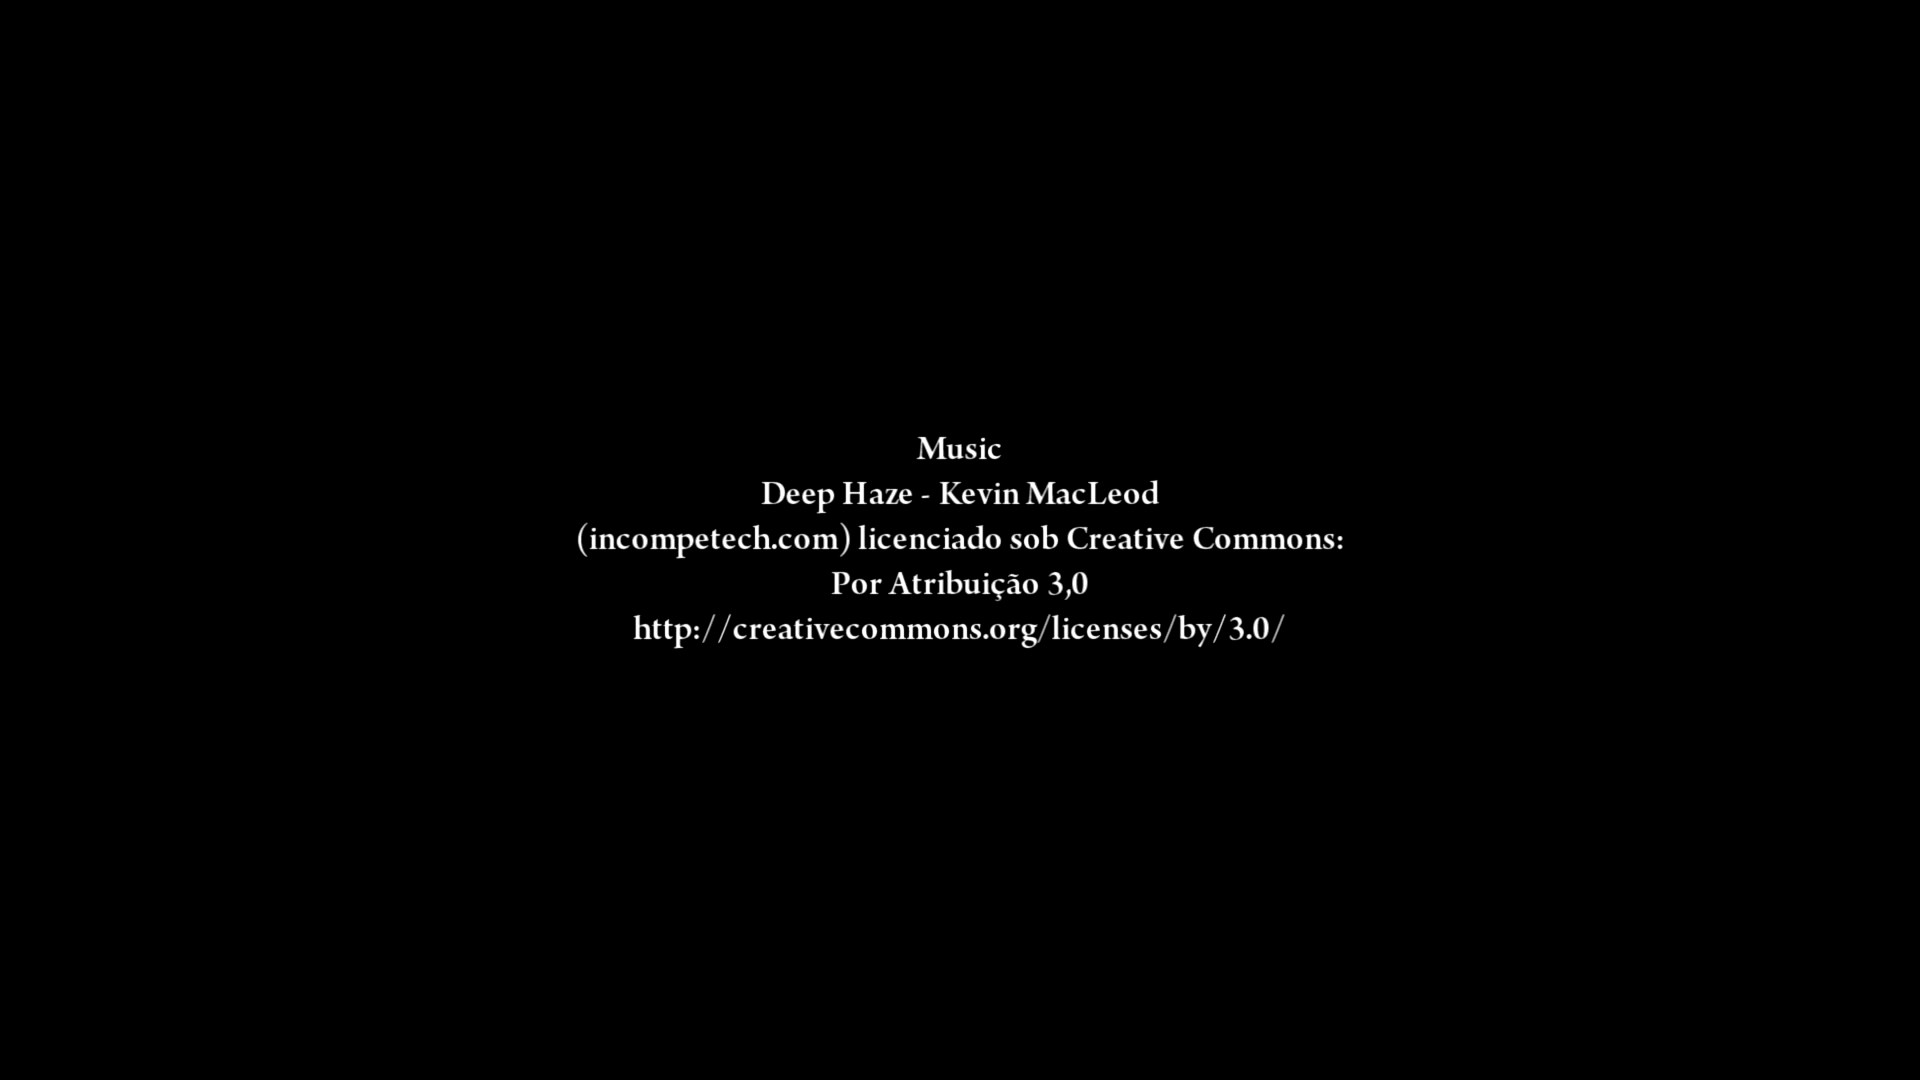 Music
Deep Haze - Kevin MacLeod
(incompetech.com) licenciado sob Creative Commons:
Por Atribuição 3,0
http://creativecommons.org/licenses/by/3.0/